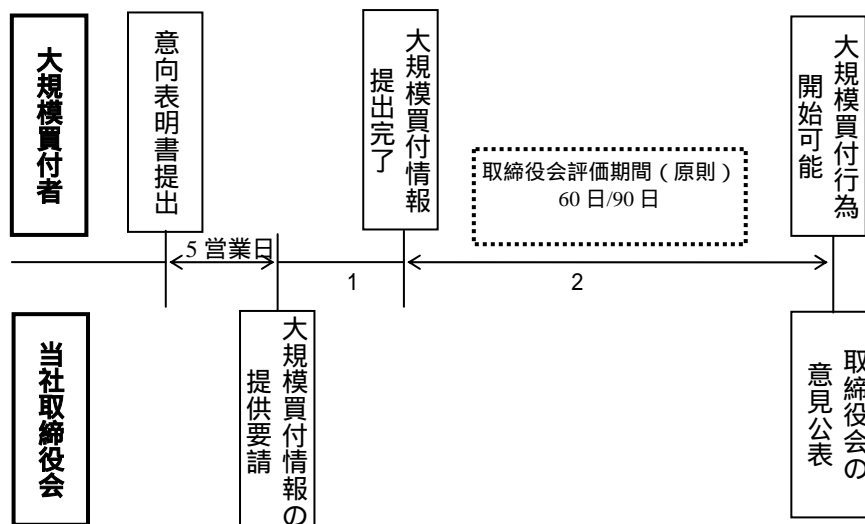 大規模買付者
意向表明書提出
大規模買付情報
提出完了
大規模買付行為
開始可能
取締役会評価期間（原則）
60 日/90 日
5 営業日
1
2
当社取締役会
大規模買付情報の
提供要請
取締役会の
意見公表